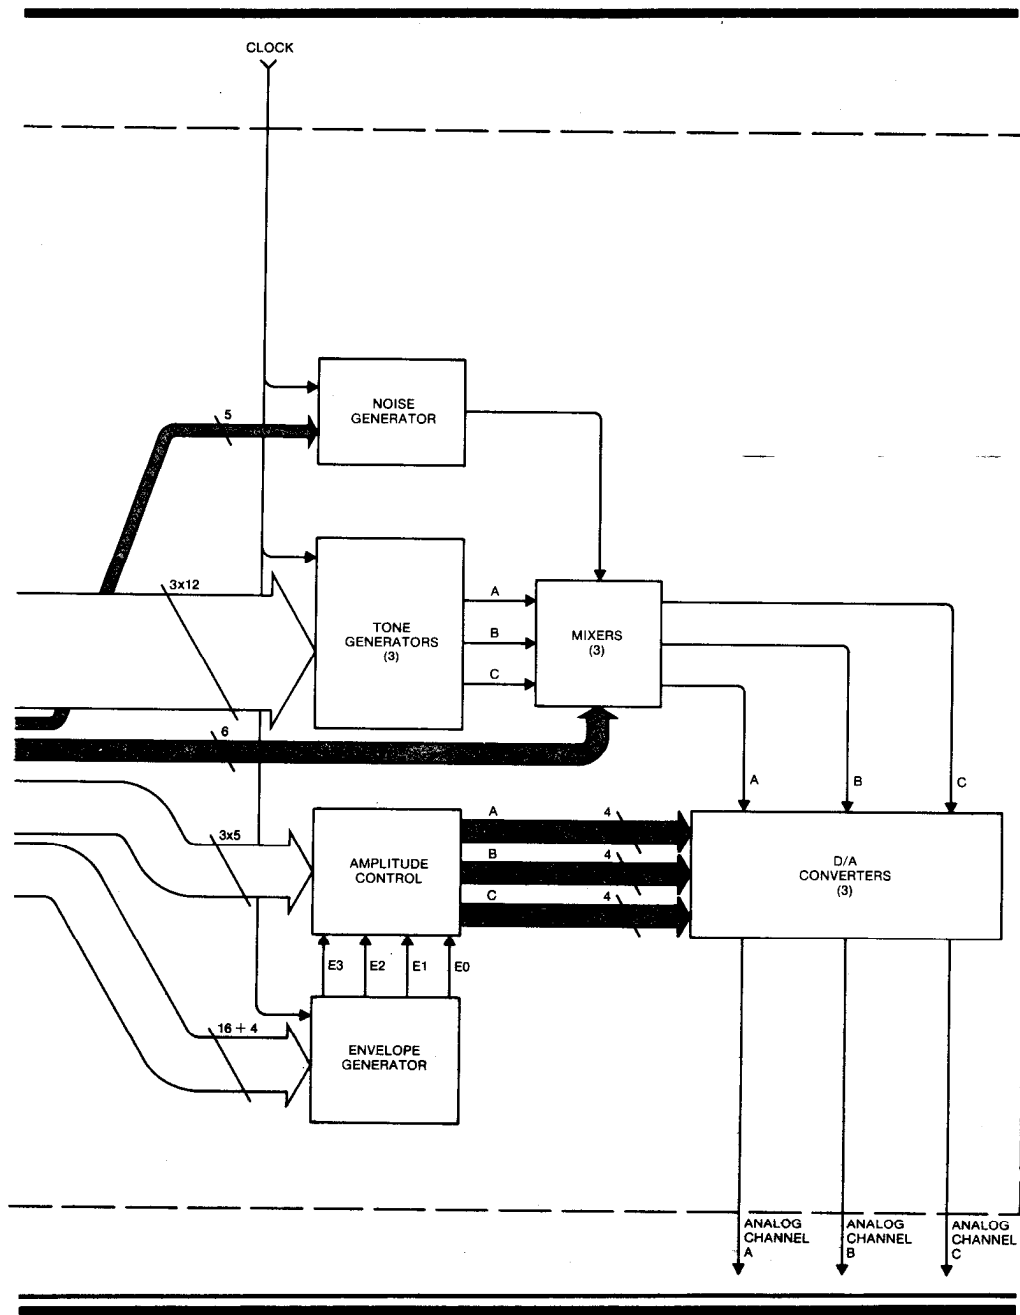 CLOCK
NOISE
GENERATOR
5
3x12
TONE
GENERATORS
(3)
A
B
C
MIXERS
(3)
6
A
B
C
3x5
AMPLITUDE
CONTROL
A
4
B
4
C
4
D/A
CONVERTERS
(3)
E3
E2
E1
E0
16 + 4
ENVELOPE
GENERATOR
ANALOG
CHANNEL
A
ANALOG
CHANNEL
B
ANALOG
CHANNEL
C